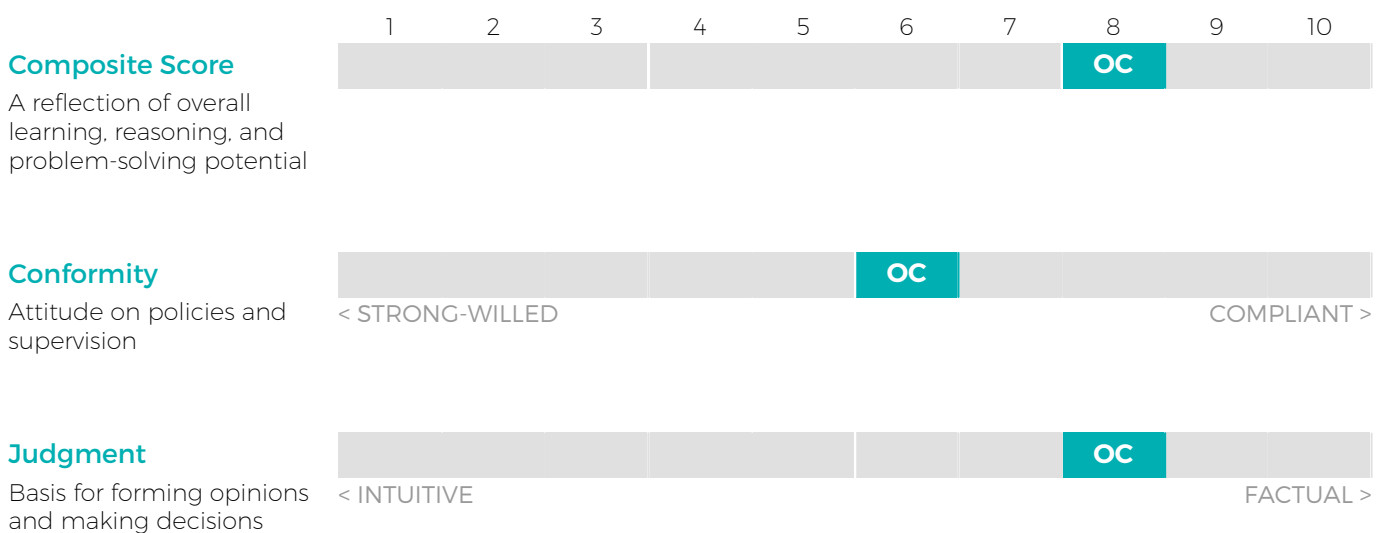 1 2 3 4 5 6 7 8 9 10
Composite Score
OC
A reflection of overall
learning, reasoning, and
problem-solving potential
Conformity
OC
Attitude on policies and
supervision
< STRONG-WILLED
COMPLIANT >
Judgment
OC
Basis for forming opinions
and making decisions
< INTUITIVE
FACTUAL >